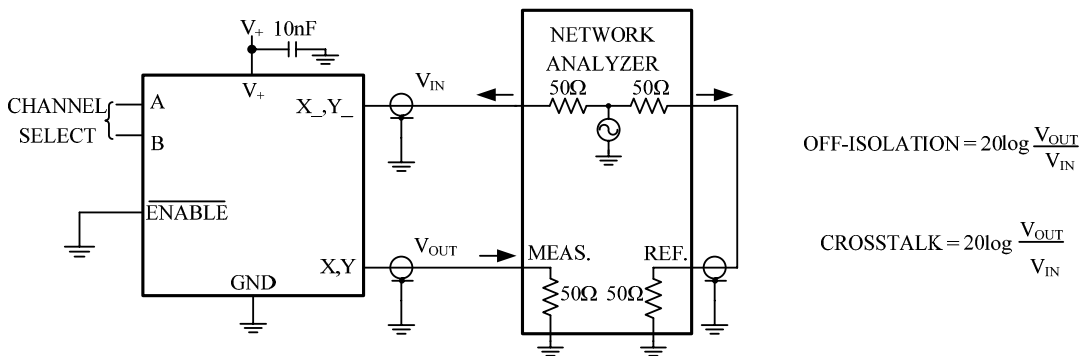 V+ 10nF
V+
CHANNEL
SELECT
A
B
ENABLE
GND
X_,Y_
X,Y
VIN
VOUT
NETWORK
ANALYZER
50Ω 50Ω
MEAS. REF.
50Ω 50Ω
OFF-ISOLATION = 20log VOUT
VIN
CROSSTALK = 20log VOUT
VIN